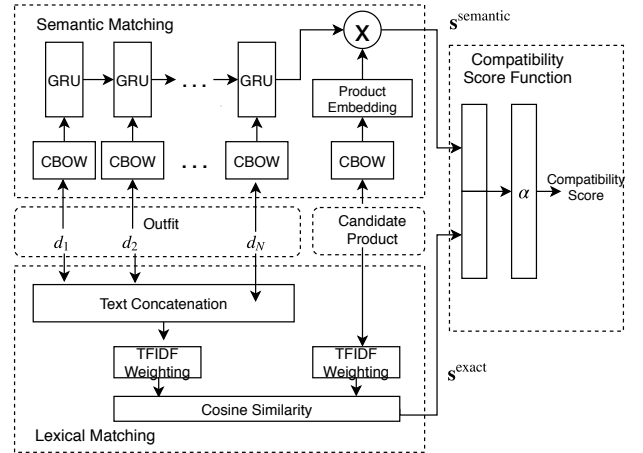 Semantic Matching
s^semantic
X
GRU
GRU
...
GRU
Product
Embedding
CBOW
CBOW
...
CBOW
CBOW
Compatibility
Score Function
α
Compatibility
Score
Outfit
d_1
d_2
d_N
Candidate
Product
Text Concatenation
TFIDF
Weighting
TFIDF
Weighting
s^exact
Cosine Similarity
Lexical Matching